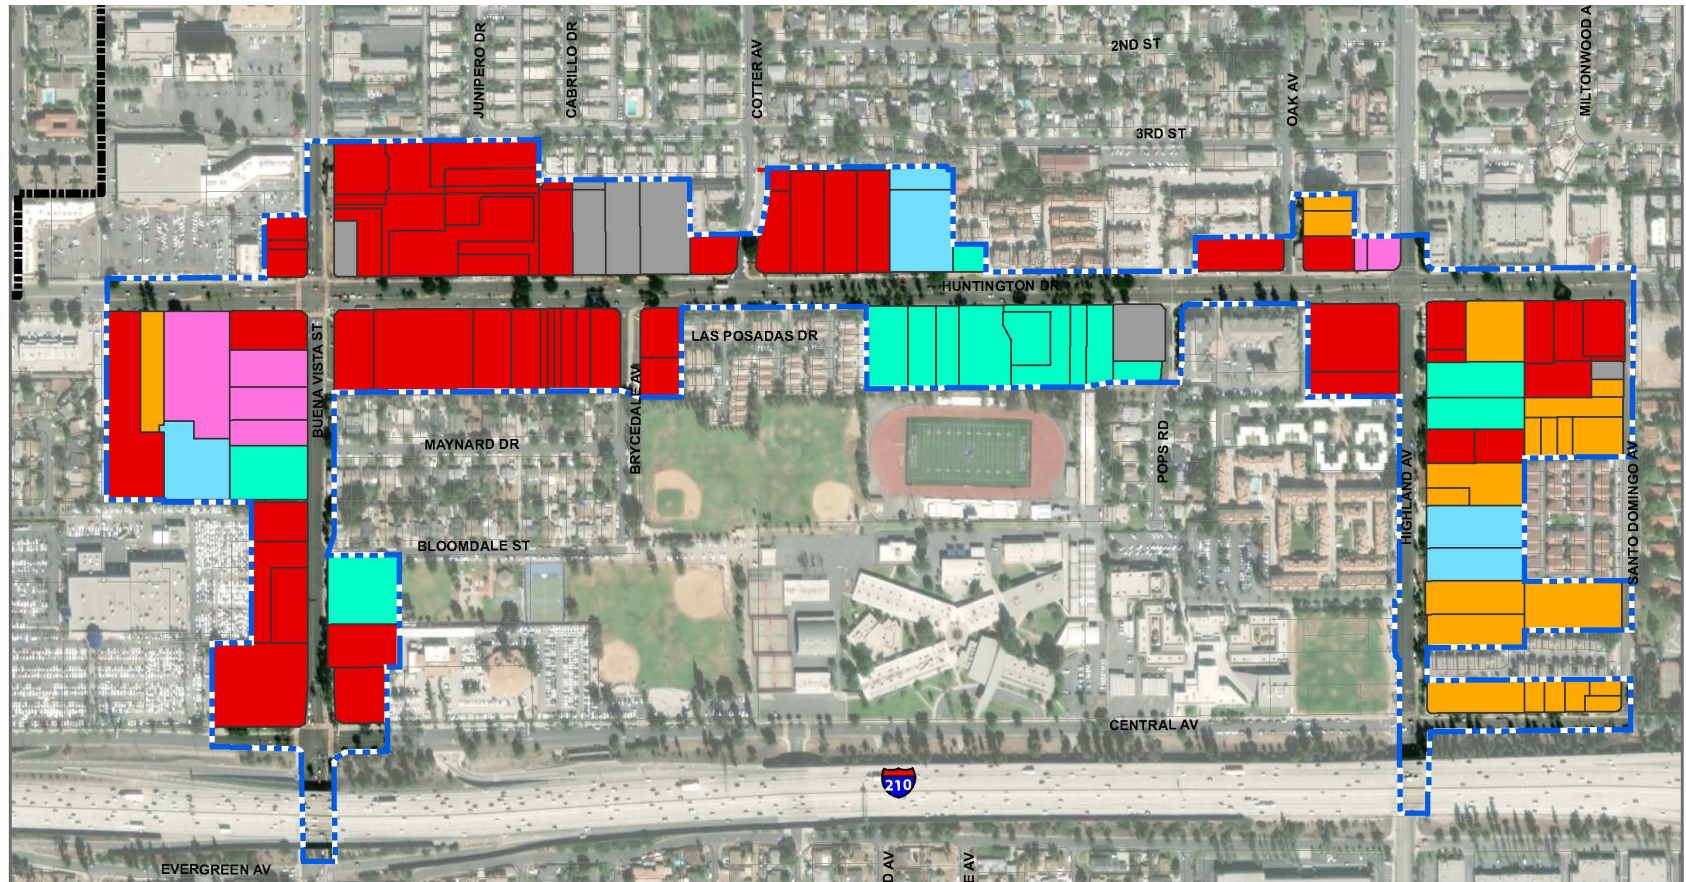 JUNIPERO DR
CABRILLO DR
COTTER AV
2ND ST
OAK AV
MILTONWOOD A
3RD ST
HUNTINGTON DR
LAS POSADAS DR
BUENA VISTA ST
BRYCEDALE AV
MAYNARD DR
POPS RD
HIGHLAND AV
SANTO DOMINGO AV
BLOOMDALE ST
CENTRAL AV
210
EVERGREEN AV
D AV
E AV